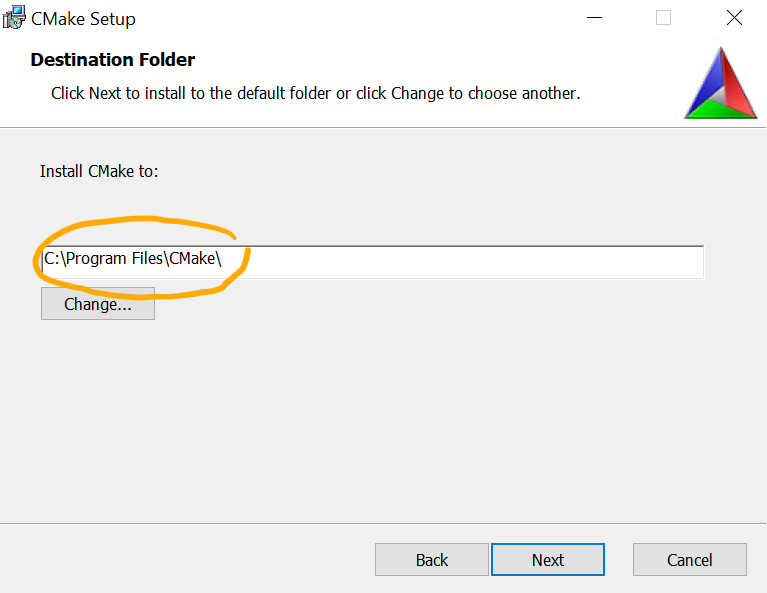 CMake Setup
Destination Folder
Click Next to install to the default folder or click Change to choose another.
Install CMake to:
C:\Program Files\CMake\
Change...
Back Next Cancel